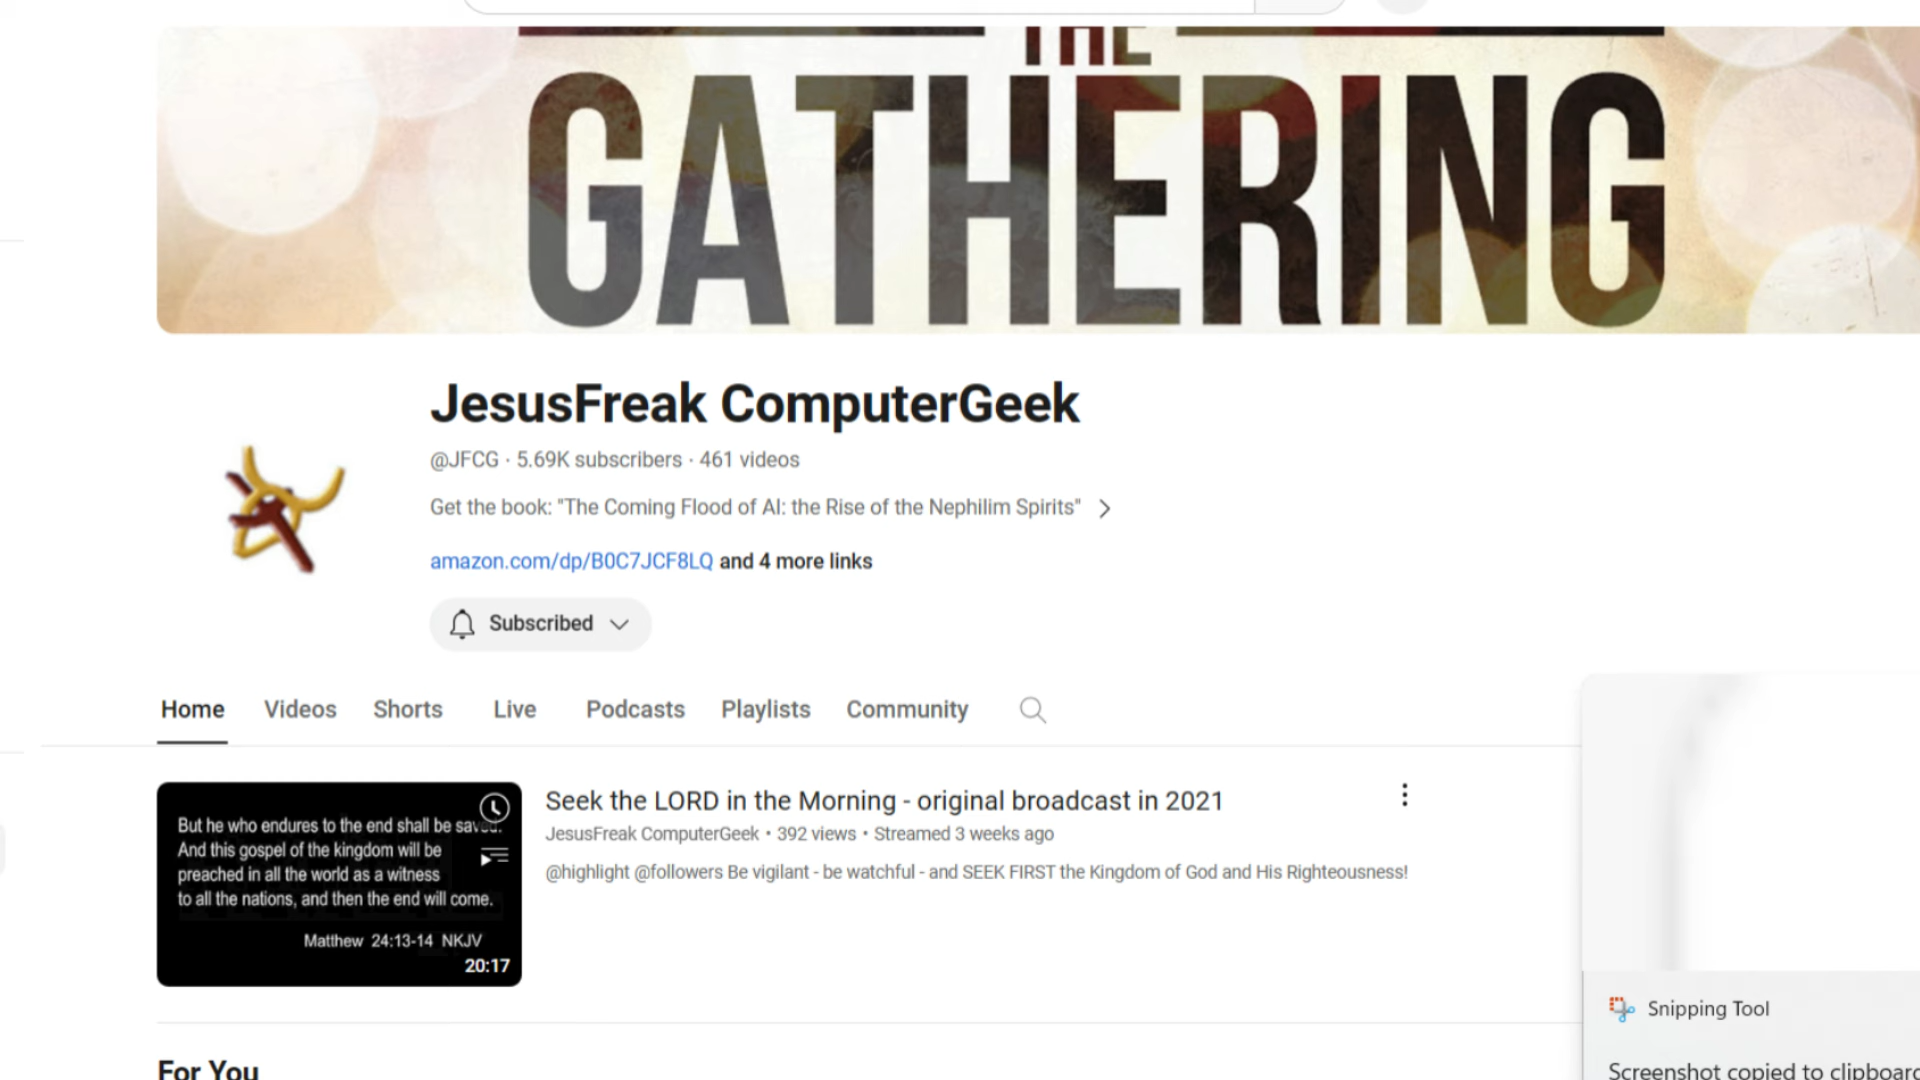 THE
GATHERING
JesusFreak ComputerGeek
@JFCG · 5.69K subscribers · 461 videos
Get the book: "The Coming Flood of AI: the Rise of the Nephilim Spirits"
amazon.com/dp/B0C7JCF8LQ and 4 more links
Subscribed
Home Videos Shorts Live Podcasts Playlists Community
But he who endures to the end shall be saved.
And this gospel of the kingdom will be
preached in all the world as a witness
to all the nations, and then the end will come.
Matthew 24:13-14 NKJV
20:17
Seek the LORD in the Morning - original broadcast in 2021
JesusFreak ComputerGeek • 392 views • Streamed 3 weeks ago
@highlight @followers Be vigilant - be watchful - and SEEK FIRST the Kingdom of God and His Righteousness!
Snipping Tool
Screenshot copied to clipboard
For You